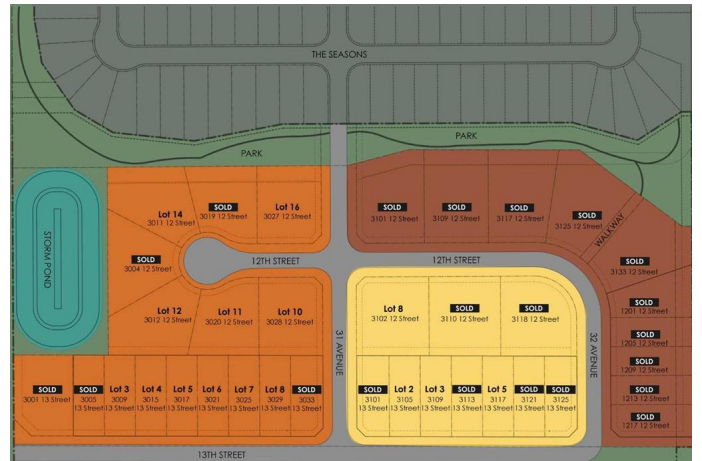 THE SEASONS
PARK
PARK
SOLD
3101 12 Street
SOLD
3109 12 Street
SOLD
3117 12 Street
SOLD
3125 12 Street
WALKWAY
SOLD
3133 12 Street
Lot 14
3011 12 Street
SOLD
3019 12 Street
Lot 16
3027 12 Street
STORM POND
SOLD
3004 12 Street
12TH STREET
12TH STREET
Lot 12
3012 12 Street
Lot 11
3020 12 Street
Lot 10
3028 12 Street
31 AVENUE
Lot 8
3102 12 Street
SOLD
3110 12 Street
SOLD
3118 12 Street
32 AVENUE
SOLD
1201 12 Street
SOLD
1205 12 Street
SOLD
1209 12 Street
SOLD
1213 12 Street
SOLD
1217 12 Street
SOLD
3001 13 Street
SOLD
3005
13 Street
Lot 3
3009
13 Street
Lot 4
3015
13 Street
Lot 5
3017
13 Street
Lot 6
3021
13 Street
Lot 7
3025
13 Street
Lot 8
3029
13 Street
SOLD
3033
13 Street
SOLD
3101
13 Street
Lot 2
3105
13 Street
Lot 3
3109
13 Street
SOLD
3113
13 Street
Lot 5
3117
13 Street
SOLD
3121
13 Street
SOLD
3125
13 Street
13TH STREET